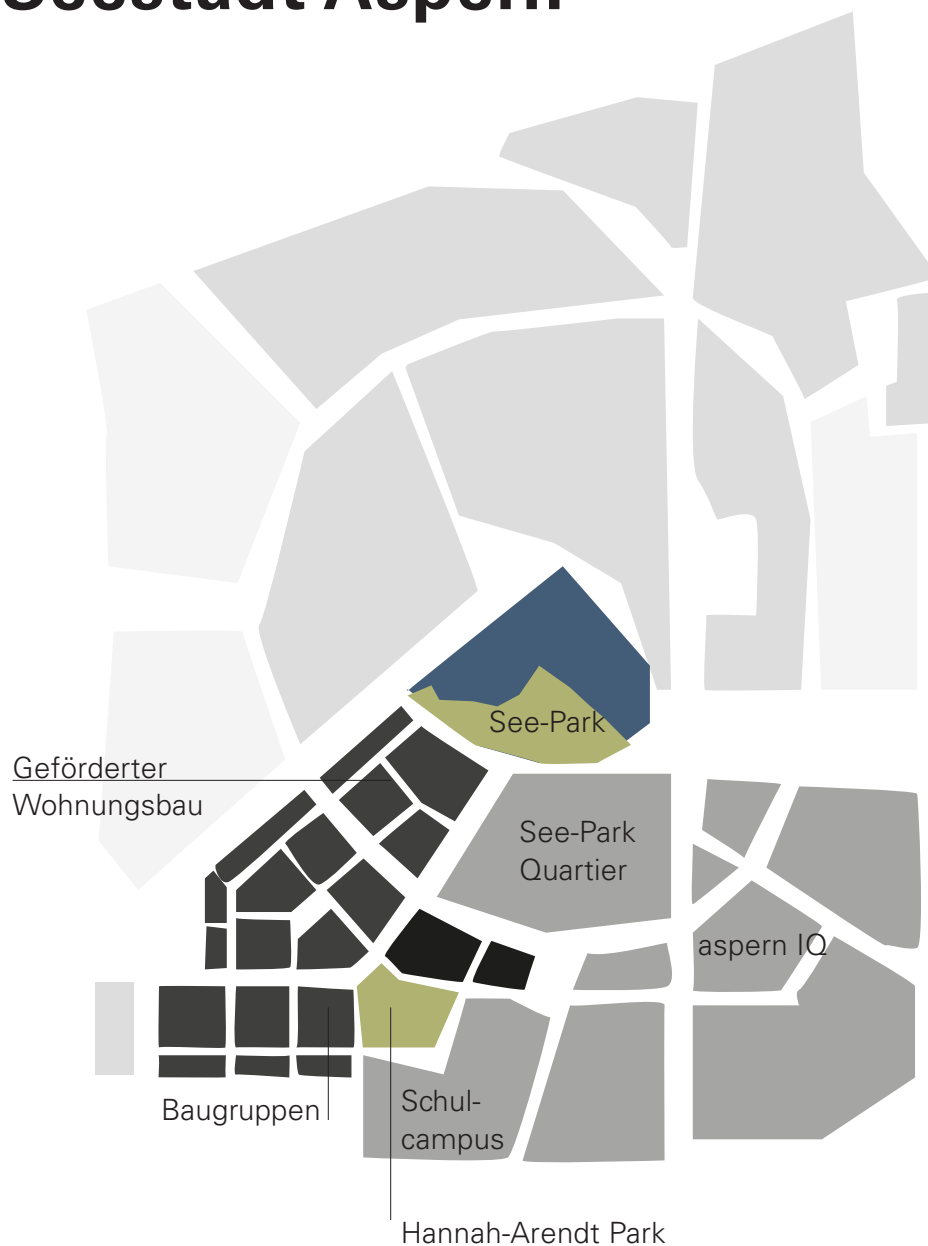 Seestadt Aspern
See-Park
Geförderter
Wohnungsbau
See-Park
Quartier
aspern IQ
Baugruppen
Schul-
campus
Hannah-Arendt Park